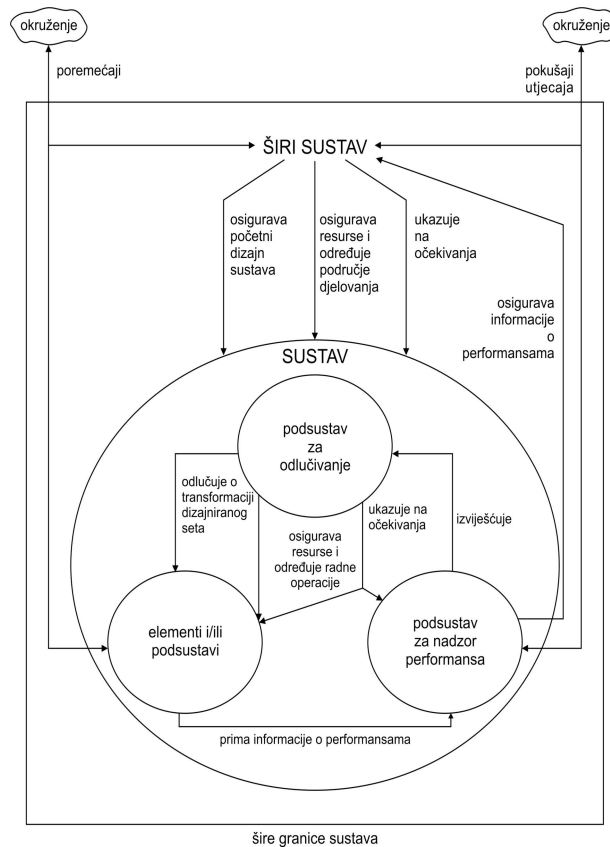 okruženje
okruženje
poremećaji
pokušaji
utjecaja
ŠIRI SUSTAV
osigurava
početni
dizajn
sustava
osigurava
resurse i
određuje
područje
djelovanja
ukazuje
na
očekivanja
osigurava
informacije
o
performansama
SUSTAV
podsustav
za
odlučivanje
odlučuje o
transformaciji
dizajniranog
seta
osigurava
resurse i
određuje radne
operacije
ukazuje na
očekivanja
izviješćuje
elementi i/ili
podsustavi
podsustav
za nadzor
performansa
prima informacije o performansama
šire granice sustava